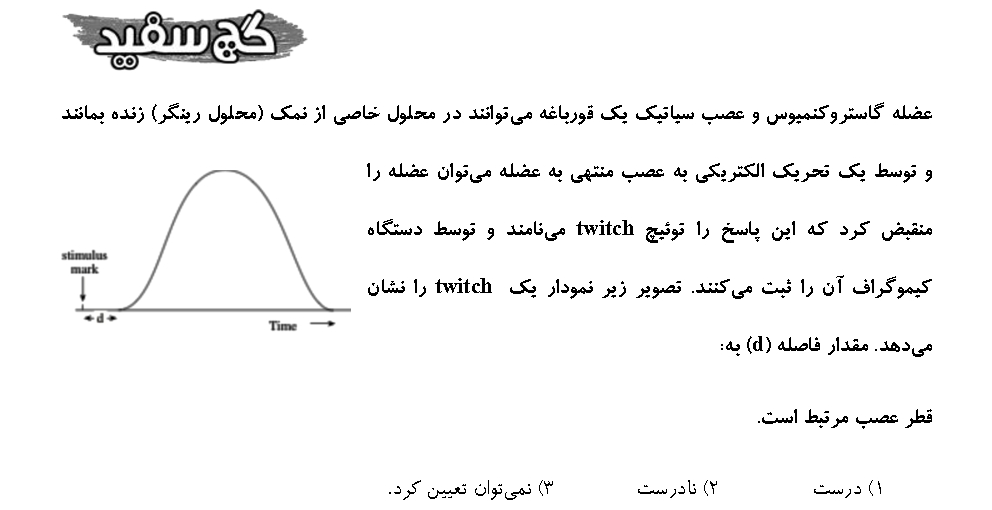 گچ سفید
عضله گاستروکنمیوس و عصب سیاتیک یک قورباغه می‌توانند در محلول خاصی از نمک (محلول رینگر) زنده بمانند
و توسط یک تحریک الکتریکی به عصب منتهی به عضله می‌توان عضله را
منقبض کرد که این پاسخ را توئیچ twitch می‌نامند و توسط دستگاه
کیموگراف آن را ثبت می‌کنند. تصویر زیر نمودار یک twitch را نشان
می‌دهد. مقدار فاصله (d) به:
stimulus
mark
d
Time
قطر عصب مرتبط است.
۱) درست ۲) نادرست ۳) نمی‌توان تعیین کرد.